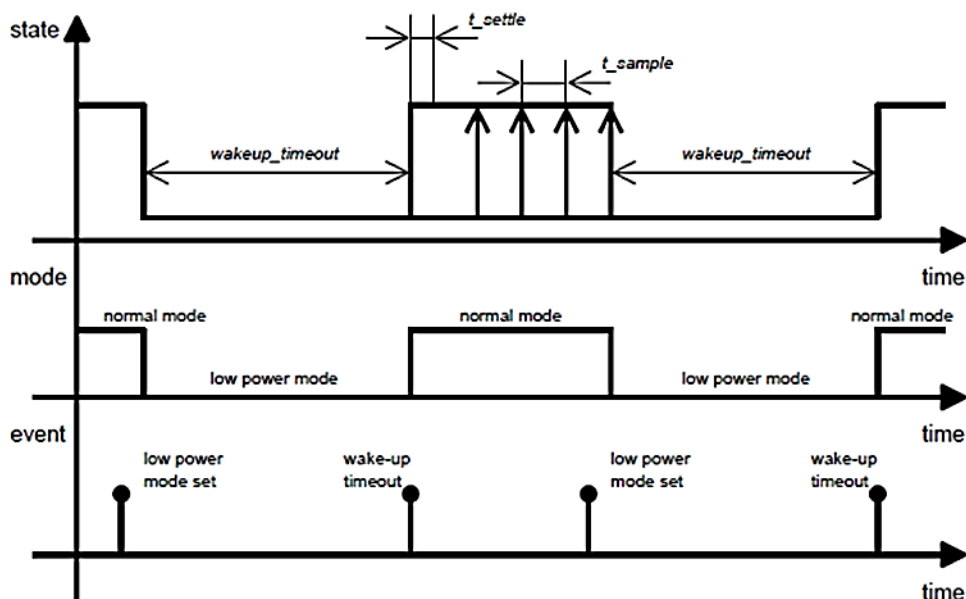 state
t_settle
t_sample
wakeup_timeout
wakeup_timeout
mode
time
normal mode
normal mode
normal mode
low power mode
low power mode
event
time
low power
mode set
wake-up
timeout
low power
mode set
wake-up
timeout
time